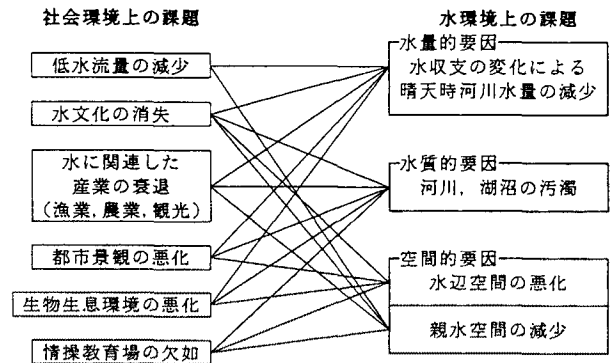 社会環境上の課題
低水流量の減少
水文化の消失
水に関連した
産業の衰退
(漁業,農業,観光)
都市景観の悪化
生物生息環境の悪化
情操教育場の欠如
水環境上の課題
水量的要因
水収支の変化による
晴天時河川水量の減少
水質的要因
河川,湖沼の汚濁
空間的要因
水辺空間の悪化
親水空間の減少